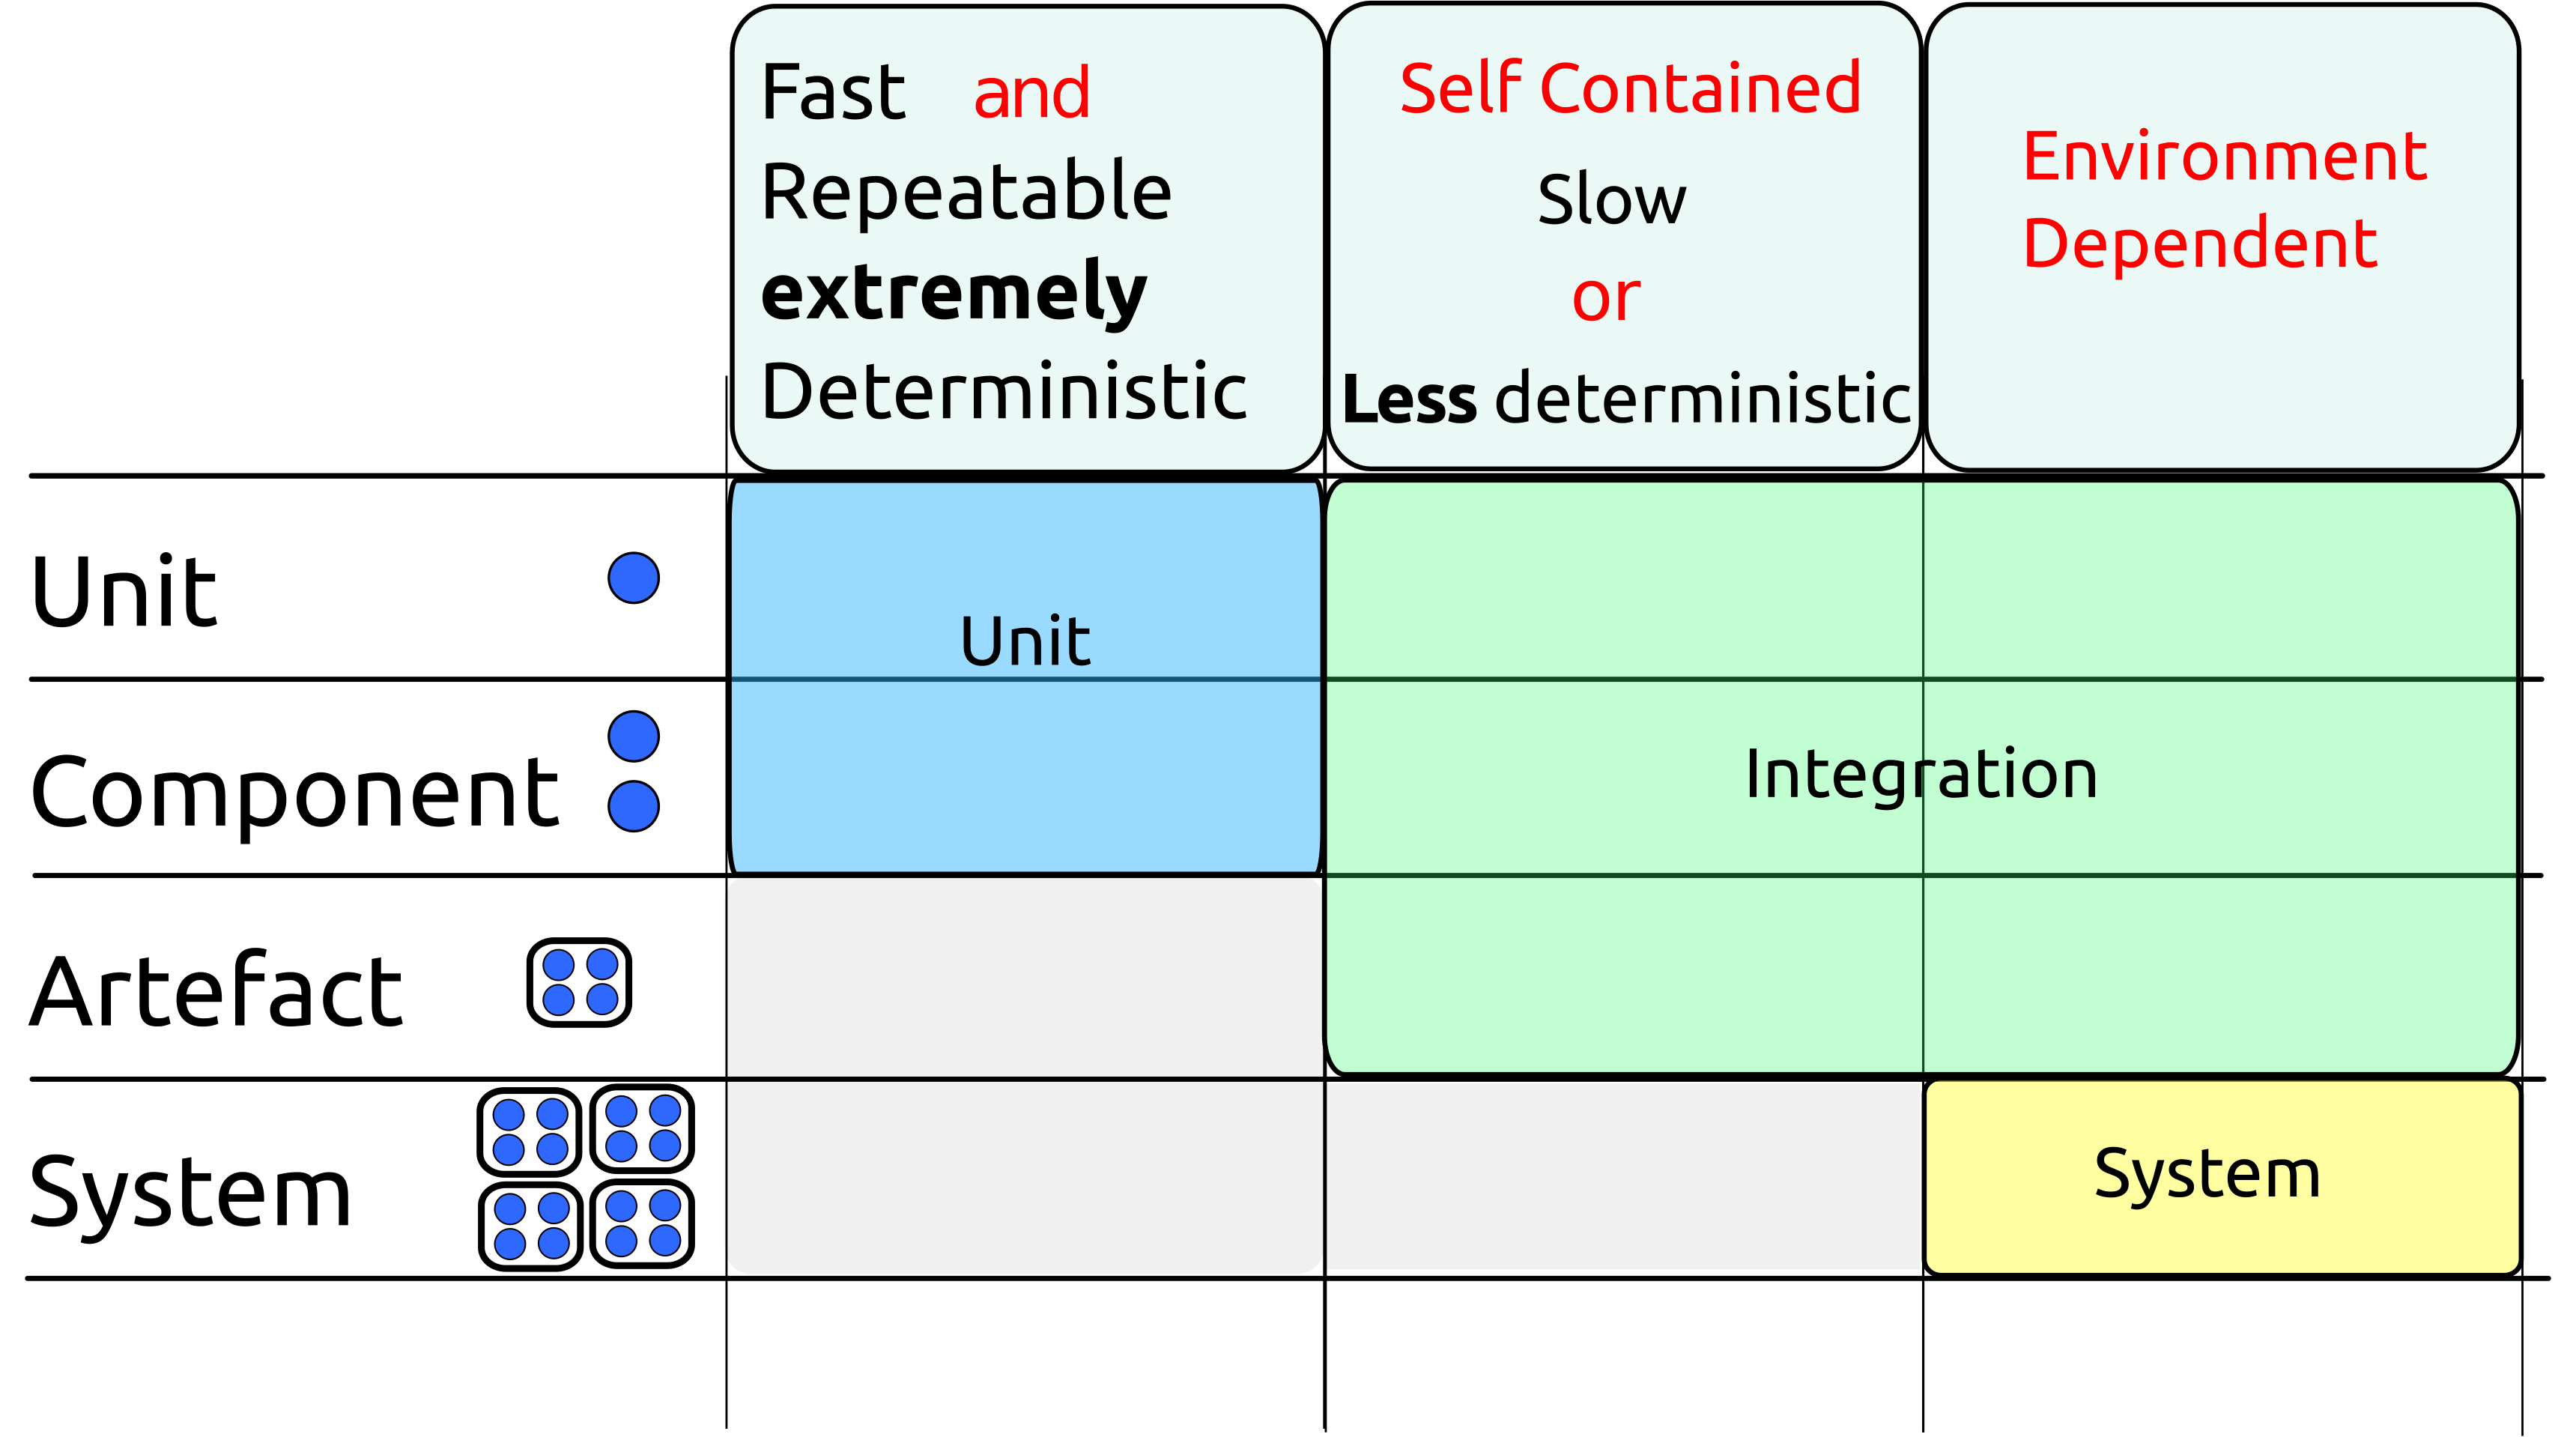 Fast and
Repeatable
extremely
Deterministic
Self Contained
Slow
or
Less deterministic
Environment
Dependent
Unit
Unit
Component
Integration
Artefact
System
System